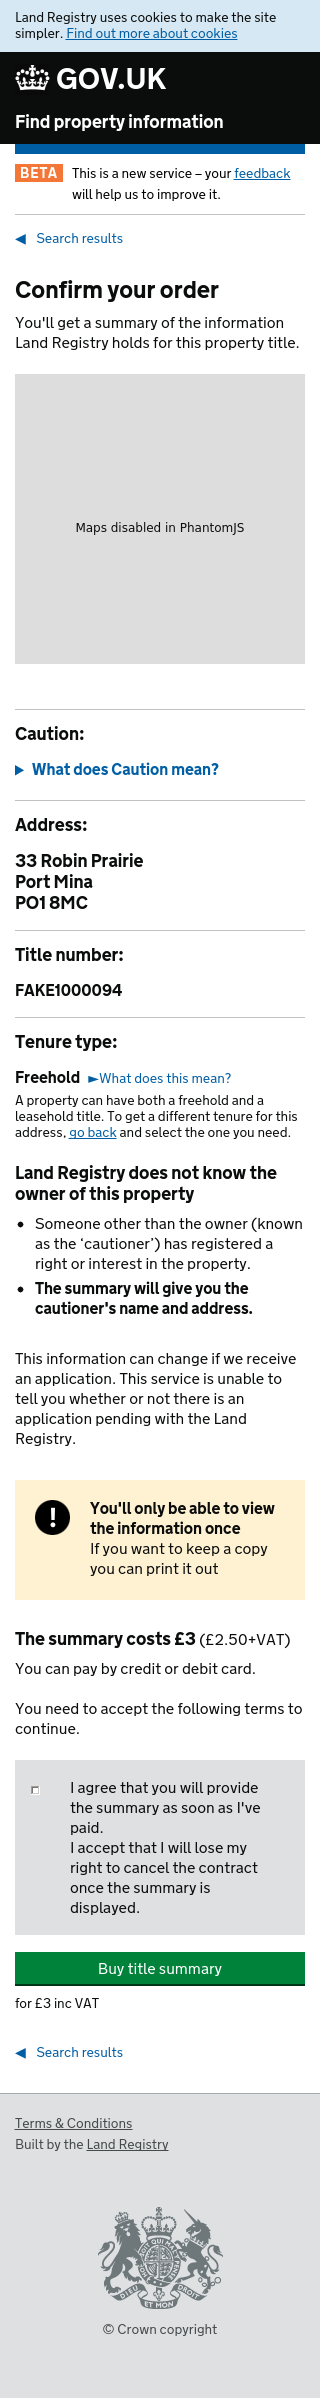 Land Registry uses cookies to make the site
simpler. Find out more about cookies
GOV.UK
Find property information
BETA This is a new service – your feedback
will help us to improve it.
◀ Search results
Confirm your order
You'll get a summary of the information
Land Registry holds for this property title.
Maps disabled in PhantomJS
Caution:
▶ What does Caution mean?
Address:
33 Robin Prairie
Port Mina
PO1 8MC
Title number:
FAKE1000094
Tenure type:
Freehold ►What does this mean?
A property can have both a freehold and a
leasehold title. To get a different tenure for this
address, go back and select the one you need.
Land Registry does not know the
owner of this property
• Someone other than the owner (known
as the ‘cautioner’) has registered a
right or interest in the property.
• The summary will give you the
cautioner's name and address.
This information can change if we receive
an application. This service is unable to
tell you whether or not there is an
application pending with the Land
Registry.
! You'll only be able to view
the information once
If you want to keep a copy
you can print it out
The summary costs £3 (£2.50+VAT)
You can pay by credit or debit card.
You need to accept the following terms to
continue.
I agree that you will provide
the summary as soon as I've
paid.
I accept that I will lose my
right to cancel the contract
once the summary is
displayed.
Buy title summary
for £3 inc VAT
◀ Search results
Terms & Conditions
Built by the Land Registry
DIEU ET MON DROIT
© Crown copyright